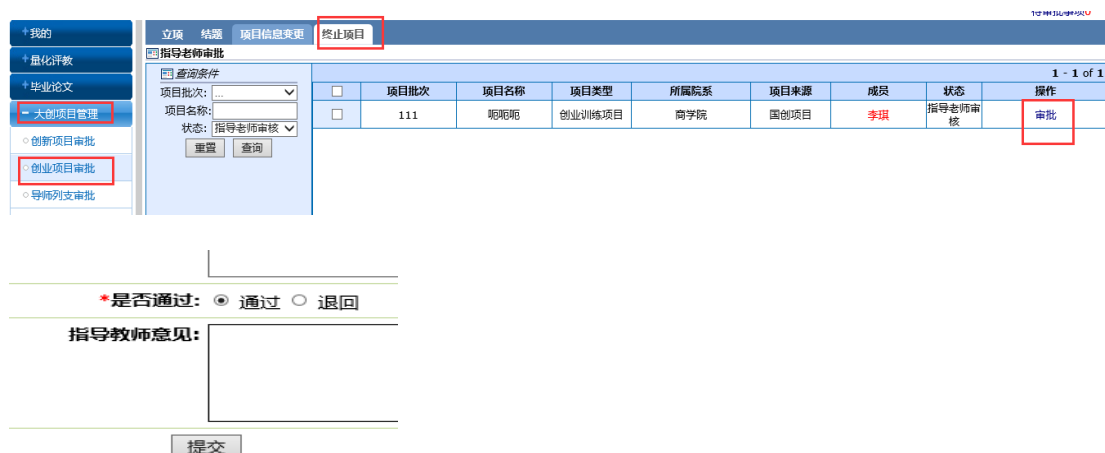 待审批事项0
+我的
立项 结题 项目信息变更 终止项目
指导老师审批
+量化评教
查询条件
1 - 1 of 1
+毕业论文
项目批次: ...
项目批次 项目名称 项目类型 所属院系 项目来源 成员 状态 操作
- 大创项目管理
项目名称:
111 呃呃呃 创业训练项目 商学院 国创项目 李琪 指导老师审核 审批
状态: 指导老师审核
创新项目审批
重置 查询
创业项目审批
导师列支审批
*是否通过: 通过 退回
指导教师意见:
提交